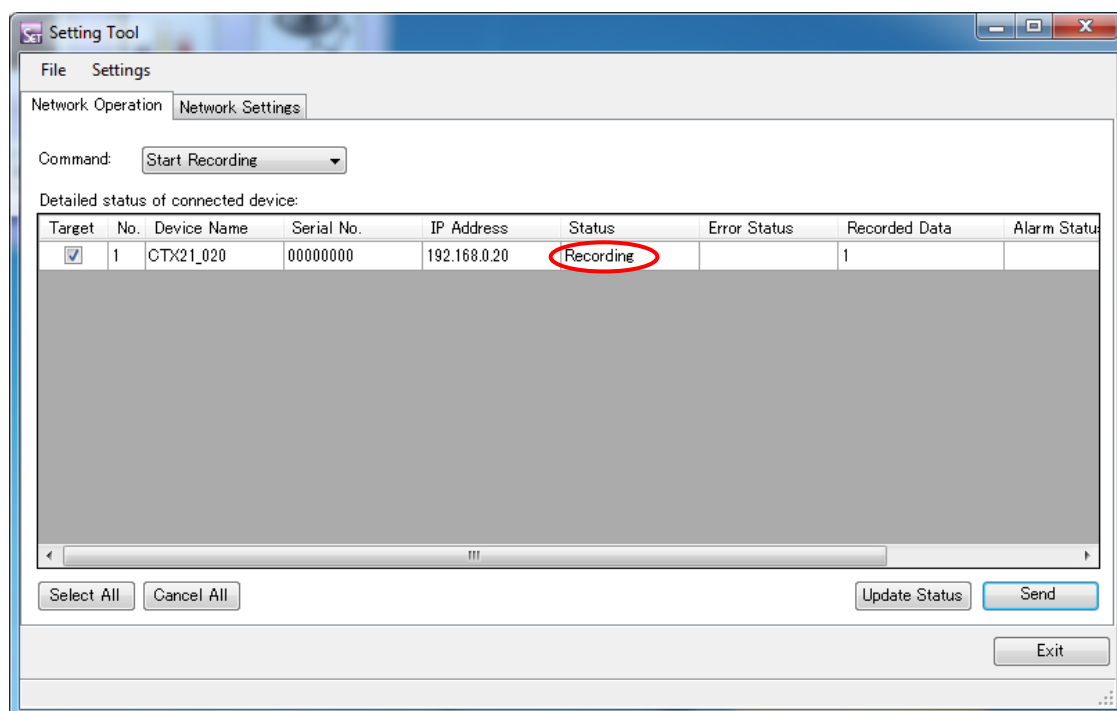 SET Setting Tool
File Settings
Network Operation Network Settings
Command: Start Recording
Detailed status of connected device:
Target No. Device Name Serial No. IP Address Status Error Status Recorded Data Alarm Statu
1 CTX21_020 00000000 192.168.0.20 Recording 1
Select All Cancel All Update Status Send
Exit